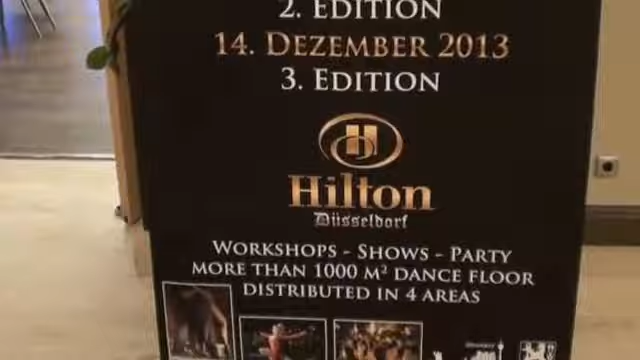 2. EDITION
14. DEZEMBER 2013
3. EDITION
H
Hilton
Düsseldorf
WORKSHOPS - SHOWS - PARTY
MORE THAN 1000 M² DANCE FLOOR
DISTRIBUTED IN 4 AREAS